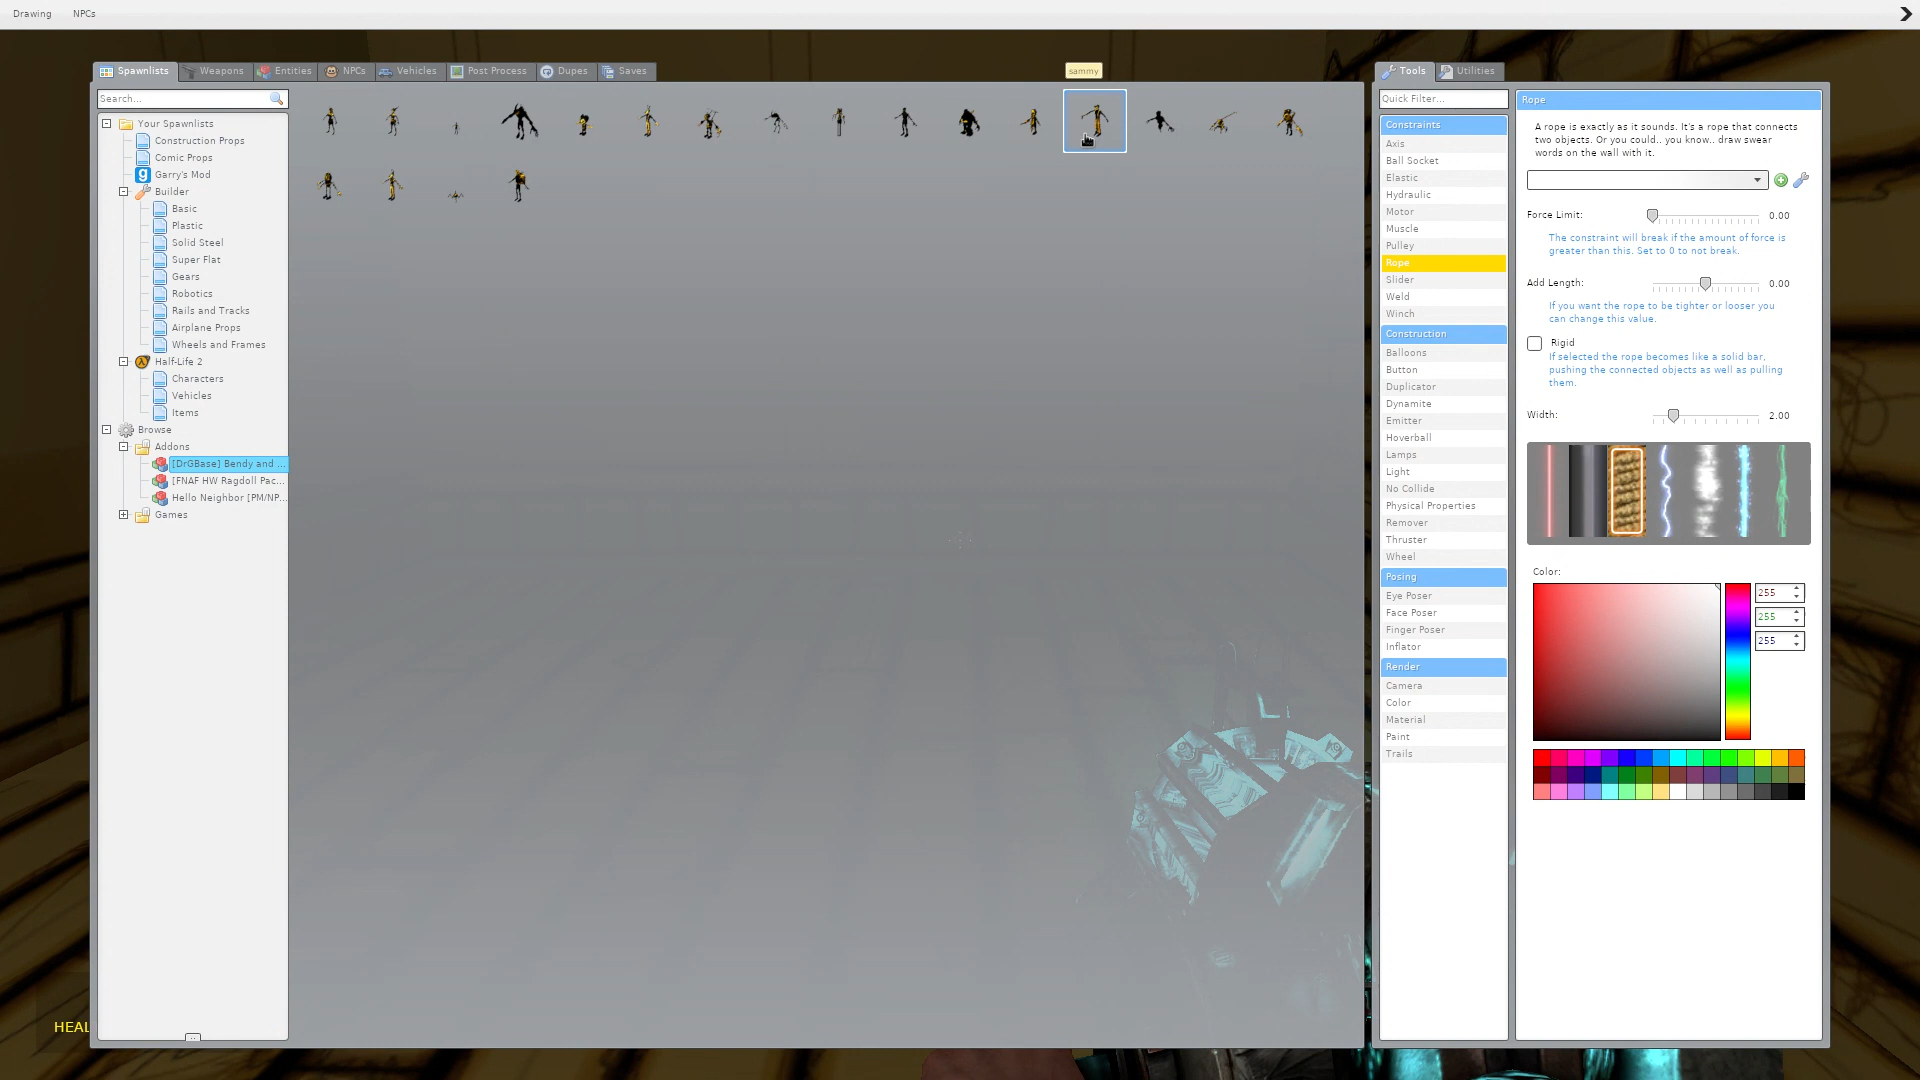 Drawing NPCs
Spawnlists Weapons Entities NPCs Vehicles Post Process Dupes Saves
sammy
Tools Utilities
Search...
Your Spawnlists
Construction Props
Comic Props
Garry's Mod
Builder
Basic
Plastic
Solid Steel
Super Flat
Gears
Robotics
Rails and Tracks
Airplane Props
Wheels and Frames
Half-Life 2
Characters
Vehicles
Items
Browse
Addons
[DrGBase] Bendy and ...
[FNAF HW Ragdoll Pac...
Hello Neighbor [PM/NP...
Games
HEAL
Quick Filter...
Constraints
Axis
Ball Socket
Elastic
Hydraulic
Motor
Muscle
Pulley
Rope
Slider
Weld
Winch
Construction
Balloons
Button
Duplicator
Dynamite
Emitter
Hoverball
Lamps
Light
No Collide
Physical Properties
Remover
Thruster
Wheel
Posing
Eye Poser
Face Poser
Finger Poser
Inflator
Render
Camera
Color
Material
Paint
Trails
Rope
A rope is exactly as it sounds. It's a rope that connects
two objects. Or you could.. you know.. draw swear
words on the wall with it.
Force Limit: 0.00
The constraint will break if the amount of force is
greater than this. Set to 0 to not break.
Add Length: 0.00
If you want the rope to be tighter or looser you
can change this value.
Rigid
If selected the rope becomes like a solid bar,
pushing the connected objects as well as pulling
them.
Width: 2.00
Color:
255
255
255